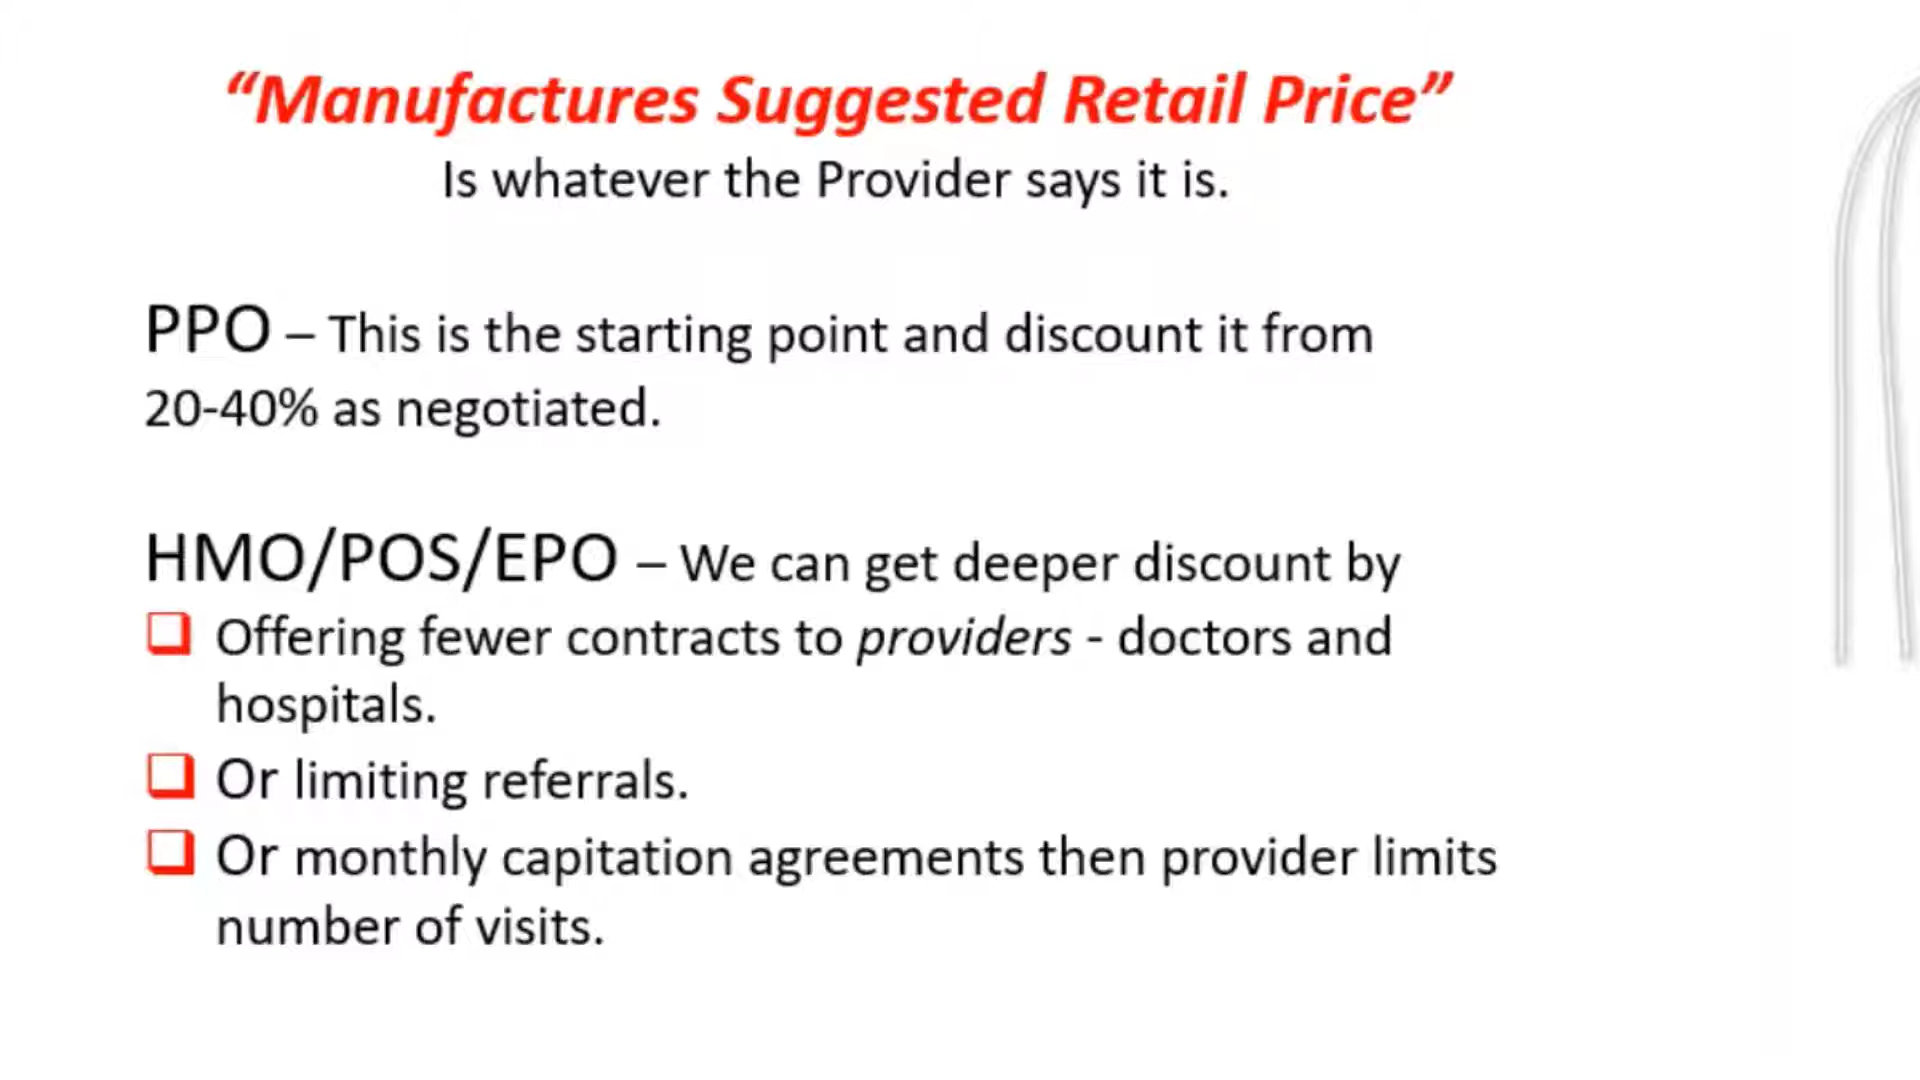 “Manufactures Suggested Retail Price”
Is whatever the Provider says it is.
PPO – This is the starting point and discount it from
20-40% as negotiated.
HMO/POS/EPO – We can get deeper discount by
Offering fewer contracts to providers - doctors and
hospitals.
Or limiting referrals.
Or monthly capitation agreements then provider limits
number of visits.